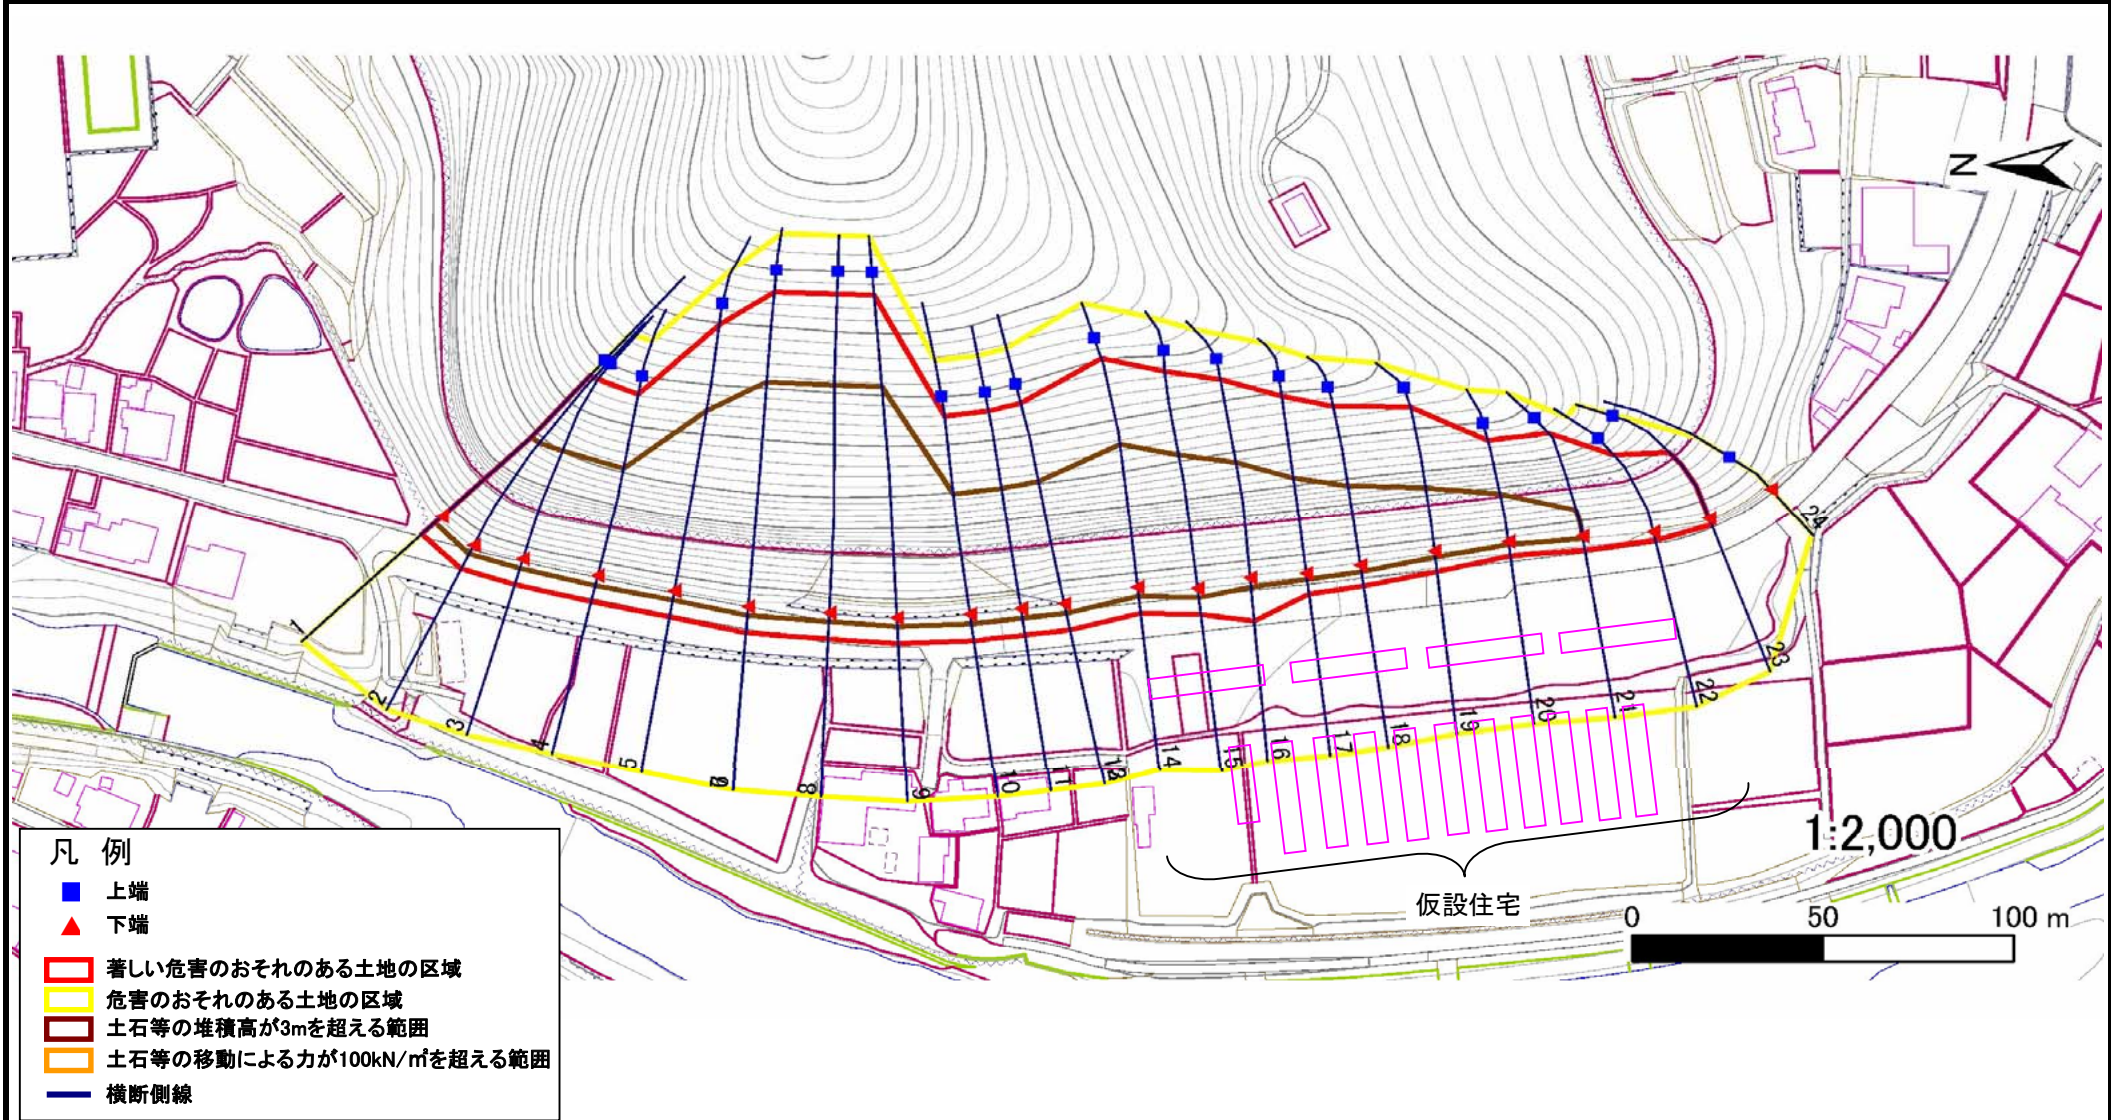 N
1
2
3
4
5
8
9
10
11
14
15
16
17
18
19
20
21
22
23
24
1:2,000
仮設住宅
0 50 100 m
凡 例
上端
下端
著しい危害のおそれのある土地の区域
危害のおそれのある土地の区域
土石等の堆積高が3mを超える範囲
土石等の移動による力が100kN/㎡を超える範囲
横断側線